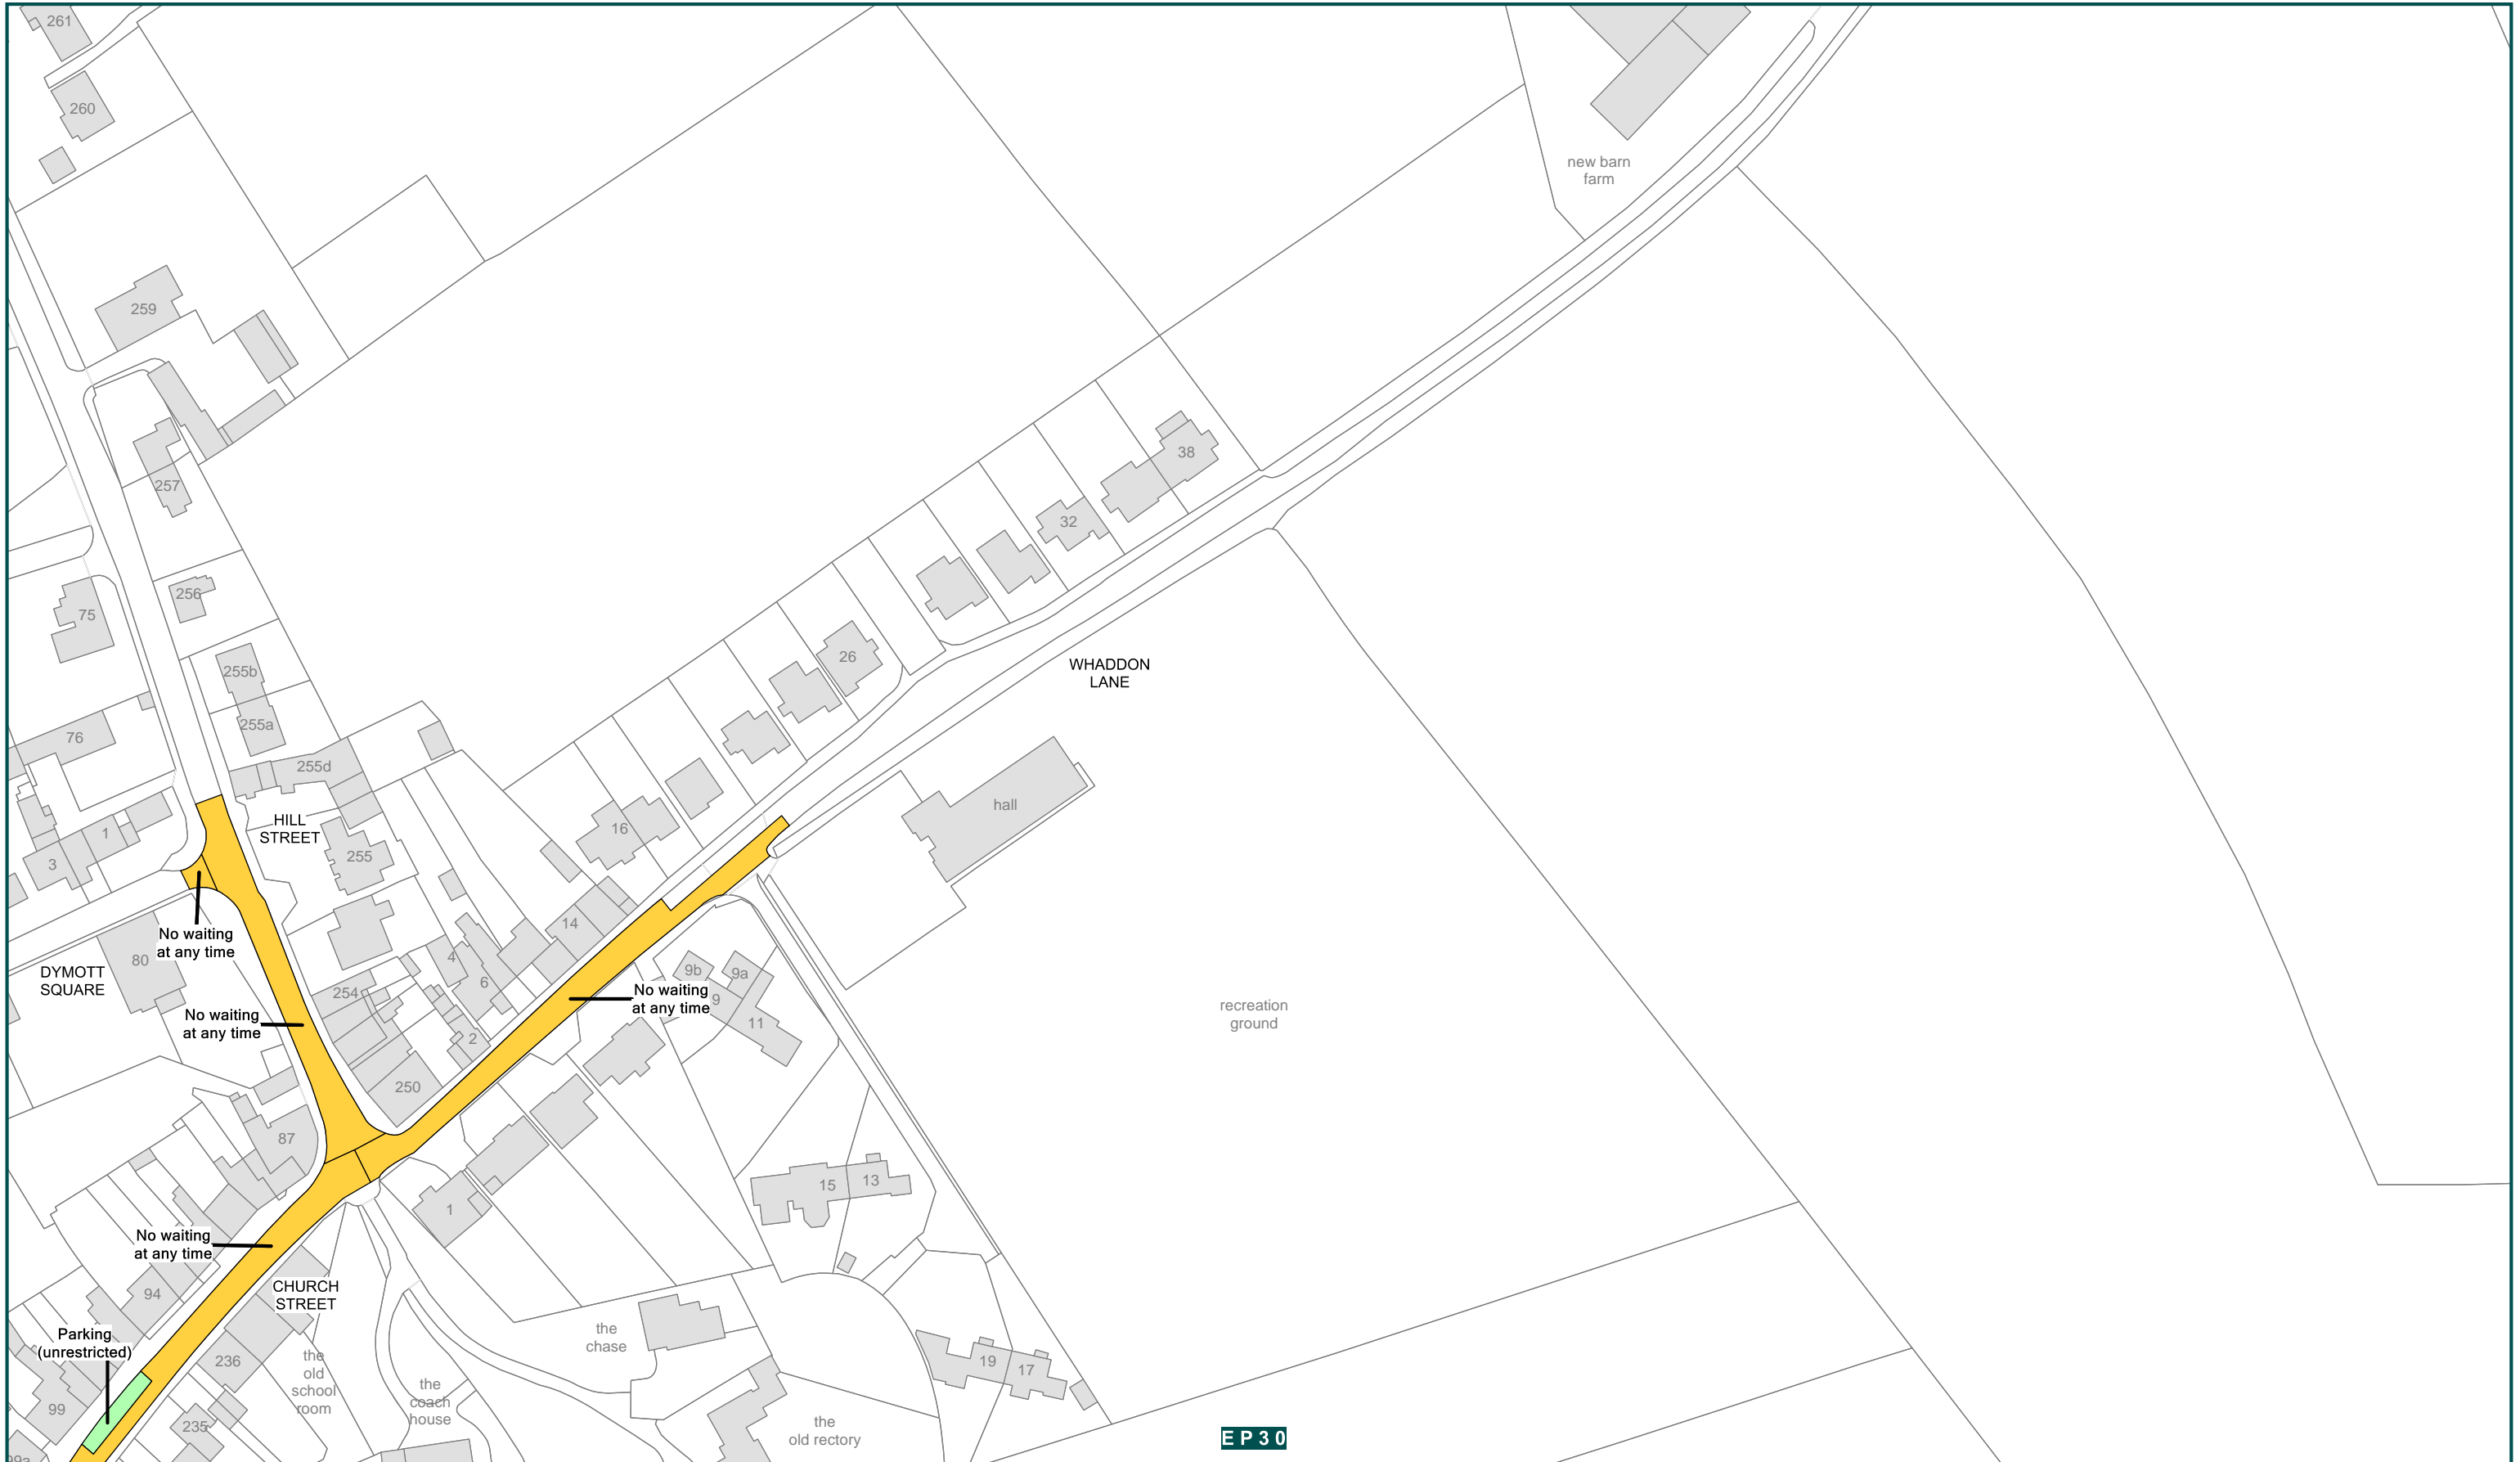 261
260
new barn
farm
259
257
38
32
256
75
26
255b
WHADDON
LANE
255a
76
255d
hall
HILL
STREET
16
1
3
255
14
No waiting
at any time
80
4
DYMOTT
SQUARE
6
9b
9a
254
No waiting
at any time
9
recreation
ground
No waiting
at any time
11
2
250
87
15
13
1
No waiting
at any time
CHURCH
STREET
94
Parking
(unrestricted)
the
chase
236
the
old
school
room
19
17
the
coach
house
99
235
the
old rectory
EP30
99a